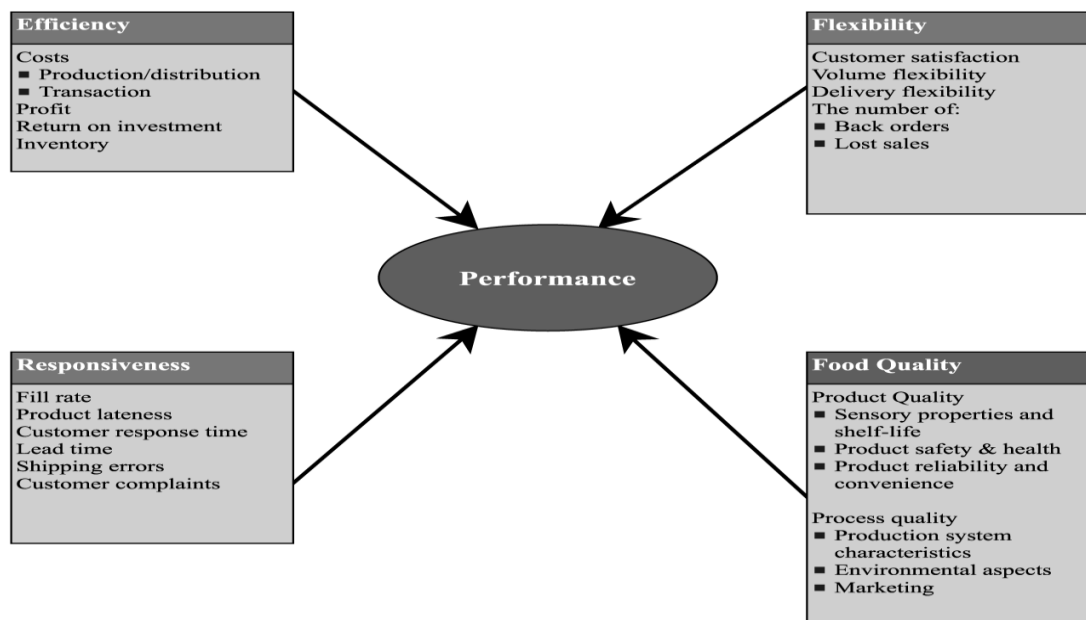 Efficiency
Costs
▪ Production/distribution
▪ Transaction
Profit
Return on investment
Inventory
Flexibility
Customer satisfaction
Volume flexibility
Delivery flexibility
The number of:
▪ Back orders
▪ Lost sales
Performance
Responsiveness
Fill rate
Product lateness
Customer response time
Lead time
Shipping errors
Customer complaints
Food Quality
Product Quality
▪ Sensory properties and
shelf-life
▪ Product safety & health
▪ Product reliability and
convenience
Process quality
▪ Production system
characteristics
▪ Environmental aspects
▪ Marketing